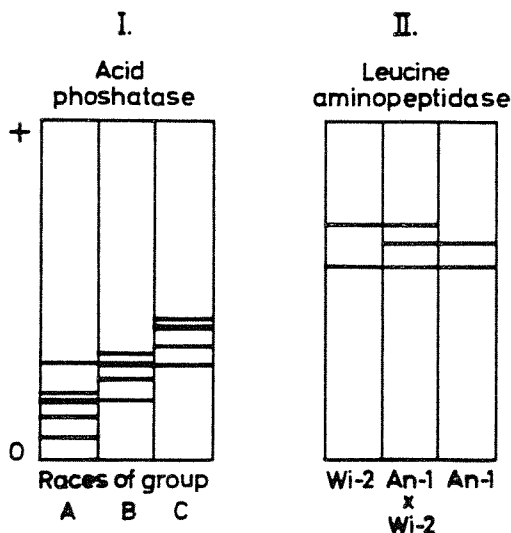 I.
Acid
phoshatase
+
0
Races of group
A B C
II.
Leucine
aminopeptidase
Wi-2 An-1 An-1
x
Wi-2